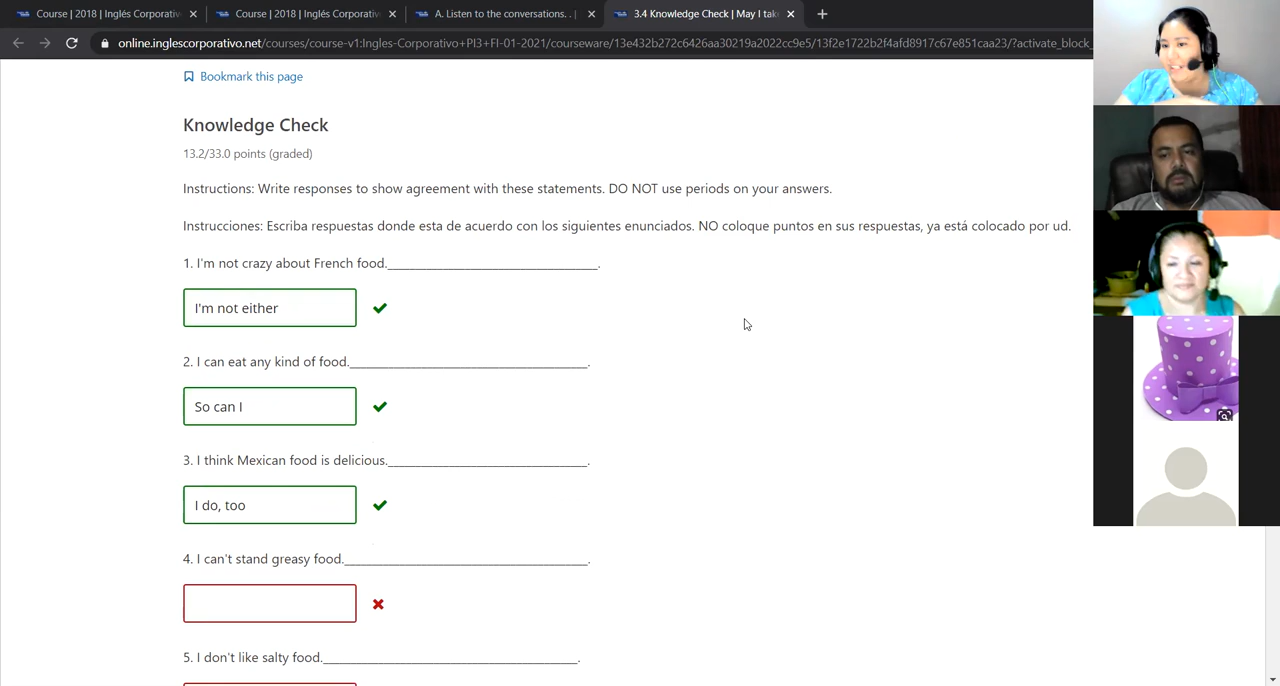 Course | 2018 | Inglés Corporativ
Course | 2018 | Inglés Corporativ
A. Listen to the conversations. . |
3.4 Knowledge Check | May I tak
online.inglescorporativo.net/courses/course-v1:Ingles-Corporativo+PI3+FI-01-2021/courseware/13e432b272c6426aa30219a2022cc9e5/13f2e1722b2f4afd8917c67e851caa23/?activate_block_
Bookmark this page
Knowledge Check
13.2/33.0 points (graded)
Instructions: Write responses to show agreement with these statements. DO NOT use periods on your answers.
Instrucciones: Escriba respuestas donde esta de acuerdo con los siguientes enunciados. NO coloque puntos en sus respuestas, ya está colocado por ud.
1. I'm not crazy about French food.______________________________.
I'm not either
2. I can eat any kind of food.__________________________________.
So can I
3. I think Mexican food is delicious.____________________________.
I do, too
4. I can't stand greasy food.___________________________________.
5. I don't like salty food.____________________________________.